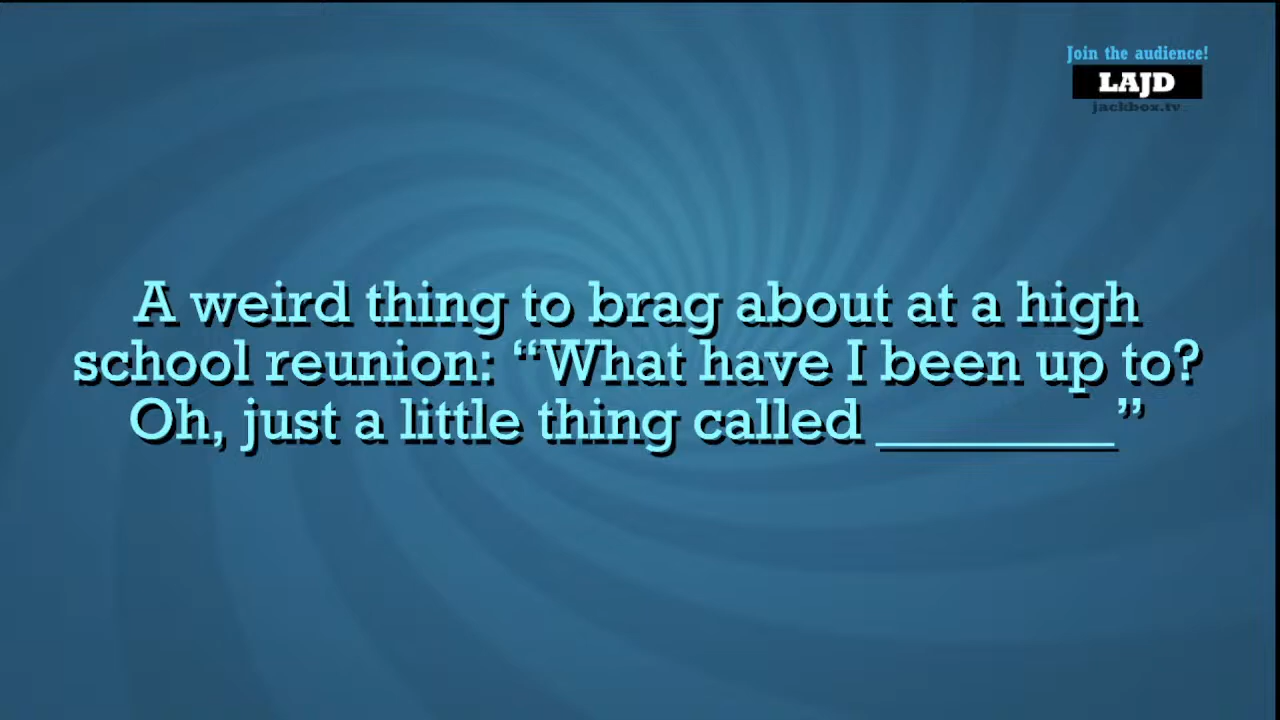 Join the audience!
LAJD
jackbox.tv
A weird thing to brag about at a high
school reunion: “What have I been up to?
Oh, just a little thing called ________”